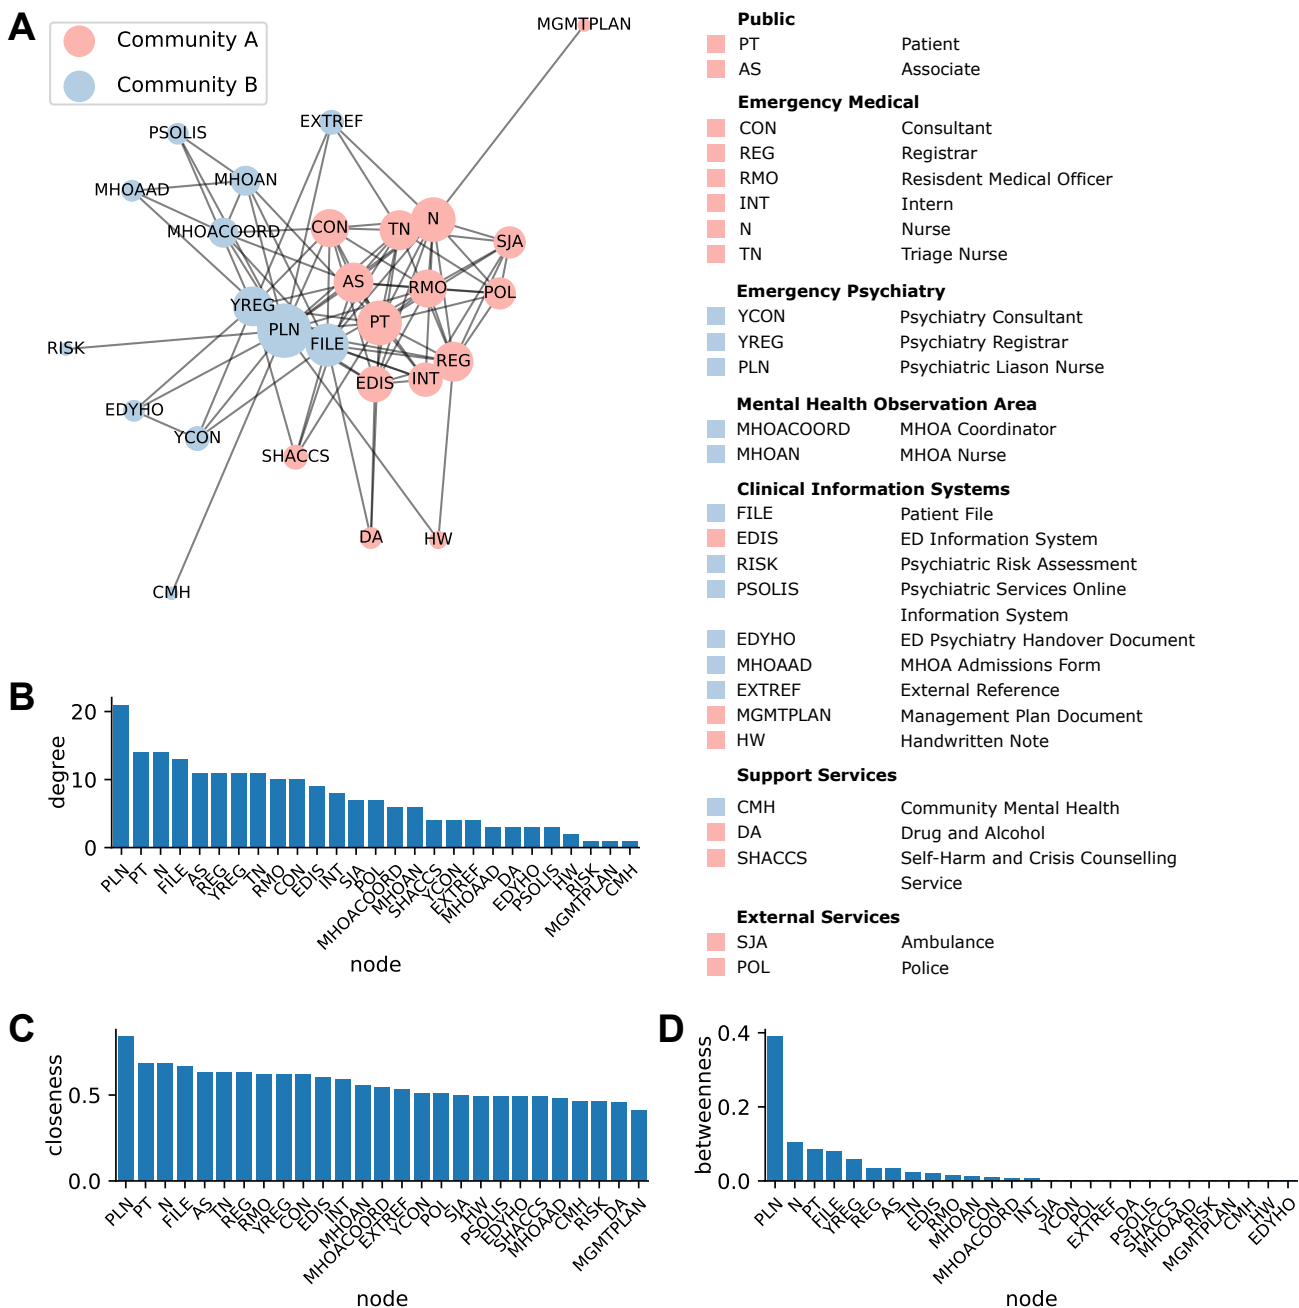 A
Community A
Community B
MGMTPLAN
PSOLIS
EXTREF
MHOAAD
MHOAN
MHOACOORD
CON
TN
N
SJA
AS
RMO
POL
YREG
PLN
PT
FILE
RISK
REG
EDIS
INT
EDYHO
YCON
SHACCS
DA
HW
CMH
Public
PT Patient
AS Associate
Emergency Medical
CON Consultant
REG Registrar
RMO Resisdent Medical Officer
INT Intern
N Nurse
TN Triage Nurse
Emergency Psychiatry
YCON Psychiatry Consultant
YREG Psychiatry Registrar
PLN Psychiatric Liason Nurse
Mental Health Observation Area
MHOACOORD MHOA Coordinator
MHOAN MHOA Nurse
Clinical Information Systems
FILE Patient File
EDIS ED Information System
RISK Psychiatric Risk Assessment
PSOLIS Psychiatric Services Online
Information System
EDYHO ED Psychiatry Handover Document
MHOAAD MHOA Admissions Form
EXTREF External Reference
MGMTPLAN Management Plan Document
HW Handwritten Note
Support Services
CMH Community Mental Health
DA Drug and Alcohol
SHACCS Self-Harm and Crisis Counselling
Service
External Services
SJA Ambulance
POL Police
B
degree
20
10
0
PLN PT N FILE AS REG YREG TN RMO CON EDIS INT SJA POL MHOACOORD MHOAN SHACCS YCON EXTREF MHOAAD DA EDYHO PSOLIS HW RISK MGMTPLAN CMH
node
C
closeness
0.5
0.0
PLN PT N FILE AS TN REG RMO YREG CON EDIS INT MHOAN MHOACOORD EXTREF YCON POL SJA HW PSOLIS EDYHO SHACCS MHOAAD CMH RISK DA MGMTPLAN
node
D
betweenness
0.4
0.2
0.0
PLN N PT FILE YREG REG AS TN EDIS RMO MHOAN CON MHOACOORD INT SJA YCON POL EXTREF DA PSOLIS SHACCS MHOAAD RISK MGMTPLAN CMH HW EDYHO
node